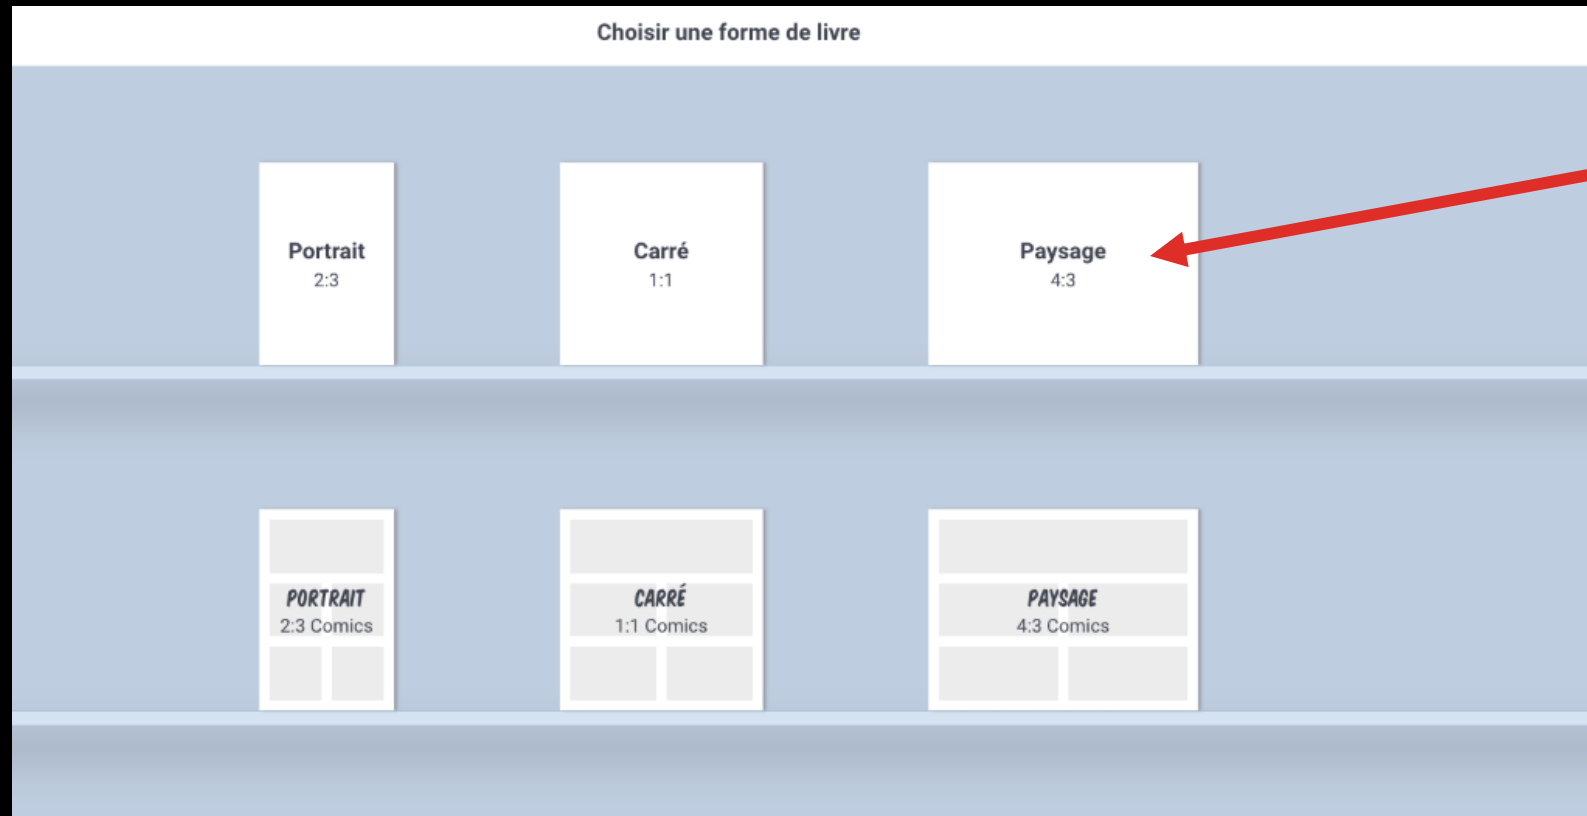 Choisir une forme de livre
Portrait
2:3
Carré
1:1
Paysage
4:3
PORTRAIT
2:3 Comics
CARRÉ
1:1 Comics
PAYSAGE
4:3 Comics